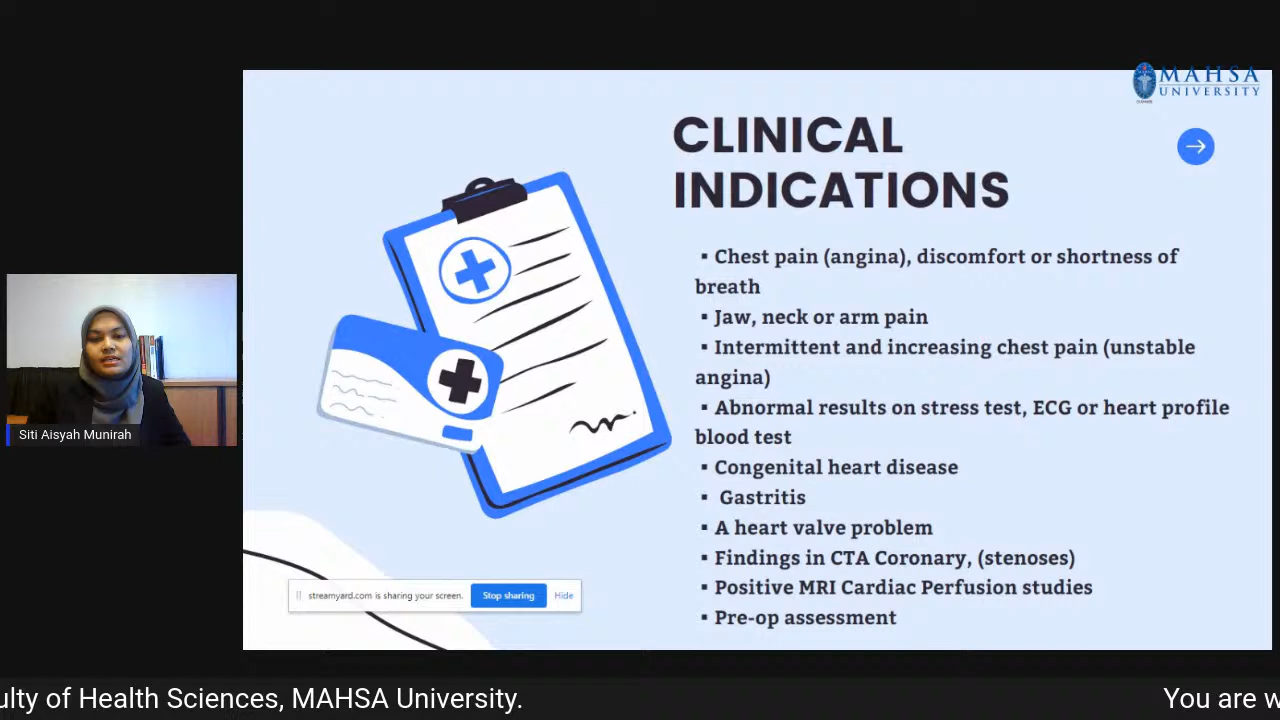 MAHSA
UNIVERSITY
CLINICAL
INDICATIONS
▪ Chest pain (angina), discomfort or shortness of
breath
▪ Jaw, neck or arm pain
▪ Intermittent and increasing chest pain (unstable
angina)
▪ Abnormal results on stress test, ECG or heart profile
blood test
▪ Congenital heart disease
▪ Gastritis
▪ A heart valve problem
▪ Findings in CTA Coronary, (stenoses)
▪ Positive MRI Cardiac Perfusion studies
▪ Pre-op assessment
Siti Aisyah Munirah
streamyard.com is sharing your screen. Stop sharing Hide
ulty of Health Sciences, MAHSA University. You are w